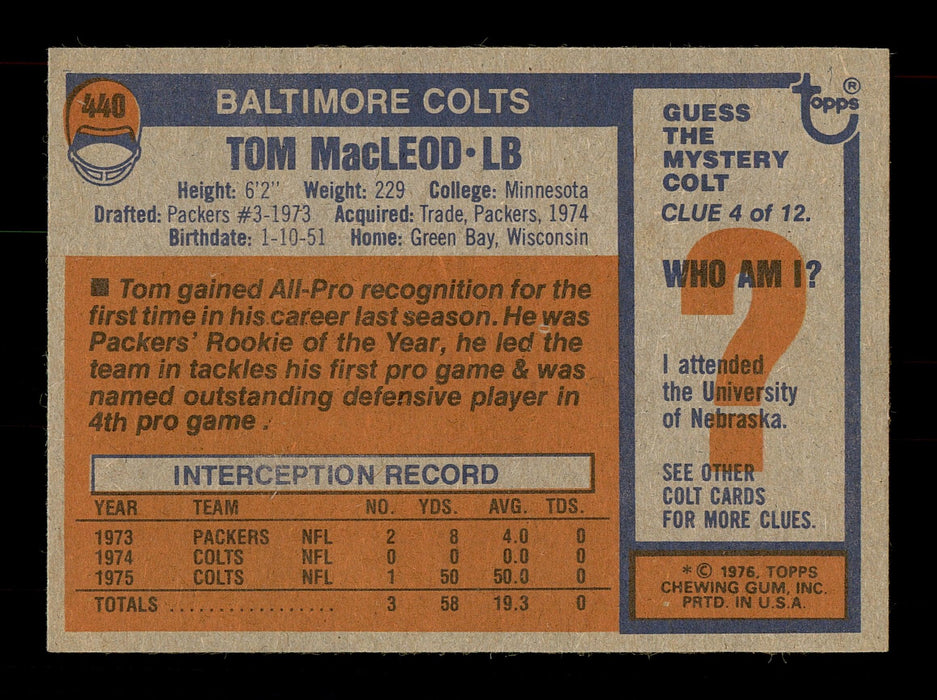 440
BALTIMORE COLTS
TOM MacLEOD • LB
Height: 6'2" Weight: 229 College: Minnesota
Drafted: Packers #3-1973 Acquired: Trade, Packers, 1974
Birthdate: 1-10-51 Home: Green Bay, Wisconsin
■ Tom gained All-Pro recognition for the
first time in his career last season. He was
Packers' Rookie of the Year, he led the
team in tackles his first pro game & was
named outstanding defensive player in
4th pro game.
INTERCEPTION RECORD
YEAR TEAM NO. YDS. AVG. TDS.
1973 PACKERS NFL 2 8 4.0 0
1974 COLTS NFL 0 0 0.0 0
1975 COLTS NFL 1 50 50.0 0
TOTALS .................. 3 58 19.3 0
topps ®
GUESS
THE
MYSTERY
COLT
CLUE 4 of 12.
WHO AM I?
?
I attended
the University
of Nebraska.
SEE OTHER
COLT CARDS
FOR MORE CLUES.
* © 1976, TOPPS
CHEWING GUM, INC.
PRTD. IN U.S.A.